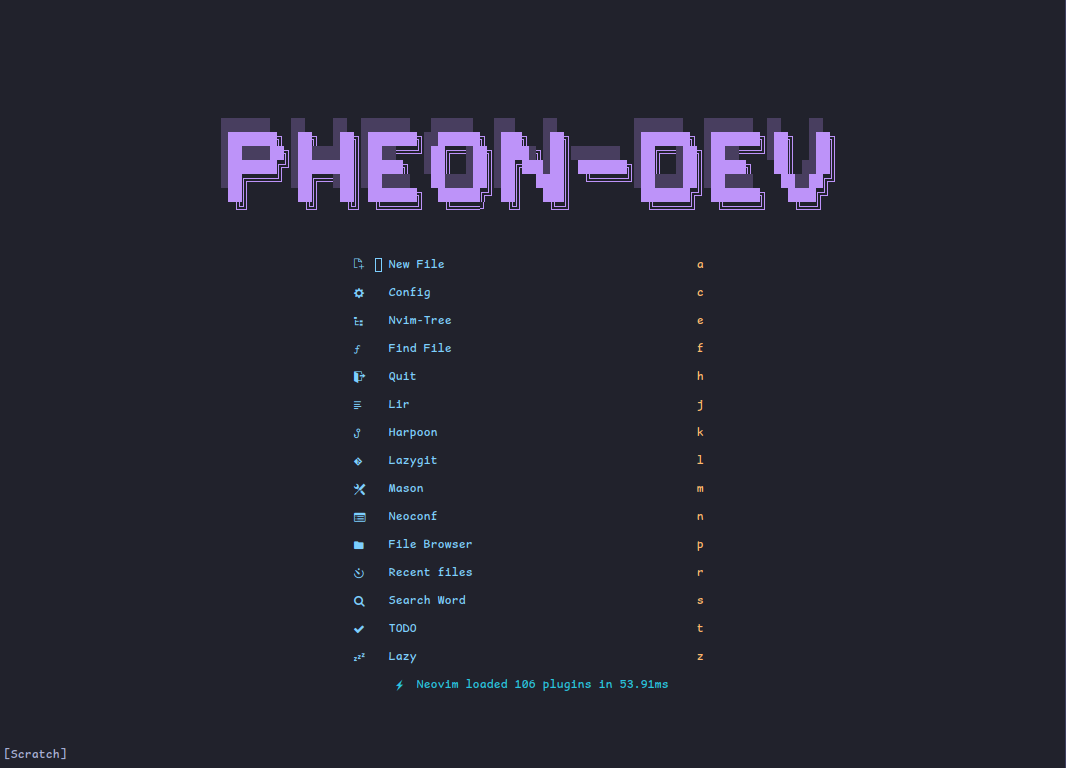 PHEON-DEV
New File a
Config c
Nvim-Tree e
Find File f
Quit h
Lir j
Harpoon k
Lazygit l
Mason m
Neoconf n
File Browser p
Recent files r
Search Word s
TODO t
zzz Lazy z
Neovim loaded 106 plugins in 53.91ms
[Scratch]